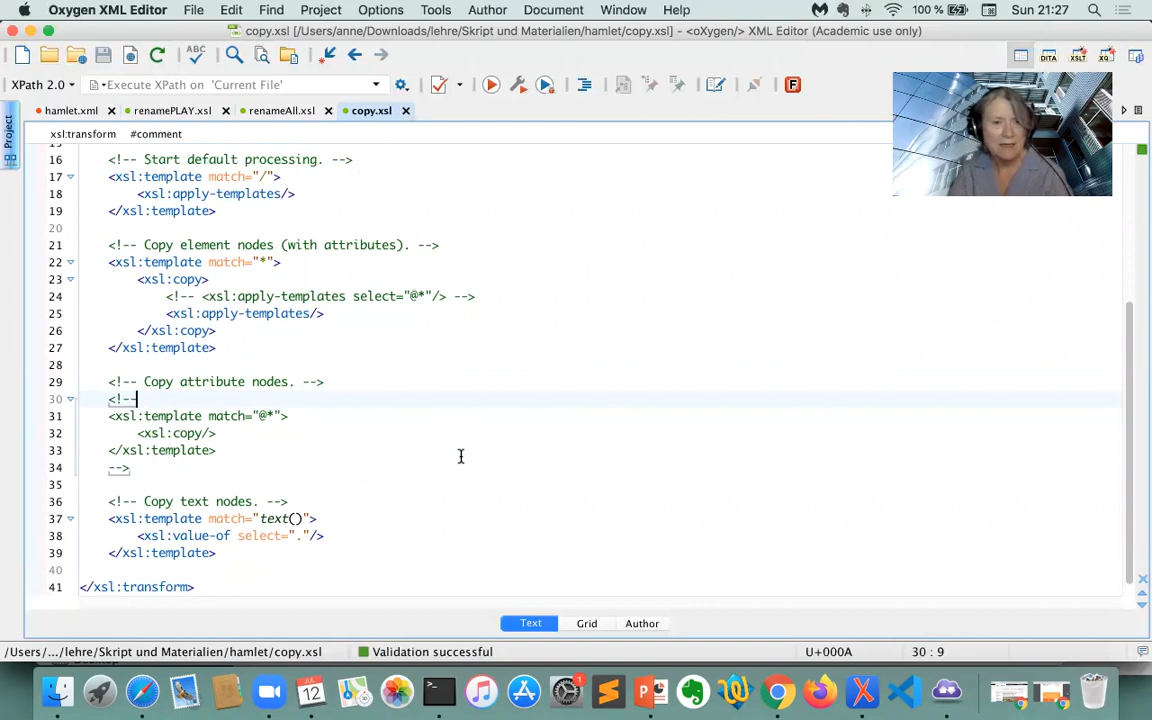 Oxygen XML Editor File Edit Find Project Options Tools Author Document Window Help 100 % Sun 21:27
copy.xsl [/Users/anne/Downloads/lehre/Skript und Materialien/hamlet/copy.xsl] - <oXygen/> XML Editor (Academic use only)
ABC DITA XSLT XQ
XPath 2.0 Execute XPath on 'Current File' F
Project hamlet.xml renamePLAY.xsl renameAll.xsl copy.xsl
xsl:transform #comment
16 <!-- Start default processing. -->
17 <xsl:template match="/">
18 <xsl:apply-templates/>
19 </xsl:template>
20
21 <!-- Copy element nodes (with attributes). -->
22 <xsl:template match="*">
23 <xsl:copy>
24 <!-- <xsl:apply-templates select="@*"/> -->
25 <xsl:apply-templates/>
26 </xsl:copy>
27 </xsl:template>
28
29 <!-- Copy attribute nodes. -->
30 <!--
31 <xsl:template match="@*">
32 <xsl:copy/>
33 </xsl:template>
34 -->
35
36 <!-- Copy text nodes. -->
37 <xsl:template match="text()">
38 <xsl:value-of select="."/>
39 </xsl:template>
40
41 </xsl:transform>
Text Grid Author
/Users/.../lehre/Skript und Materialien/hamlet/copy.xsl Validation successful U+000A 30 : 9
JUL
12
1